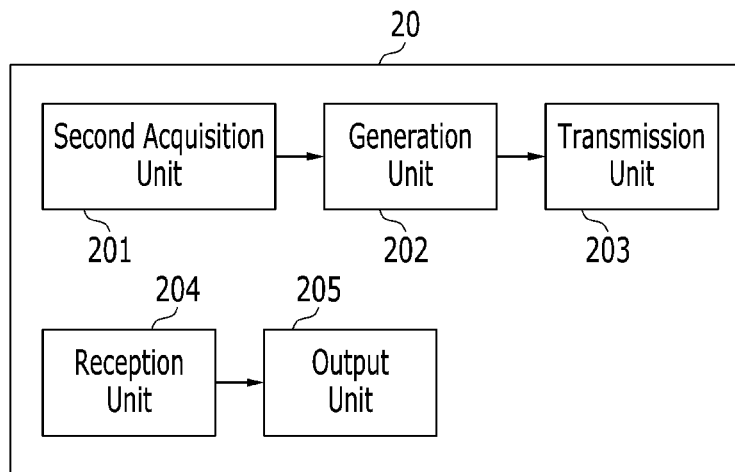 20
Second Acquisition
Unit
Generation
Unit
Transmission
Unit
201
202
203
204
205
Reception
Unit
Output
Unit